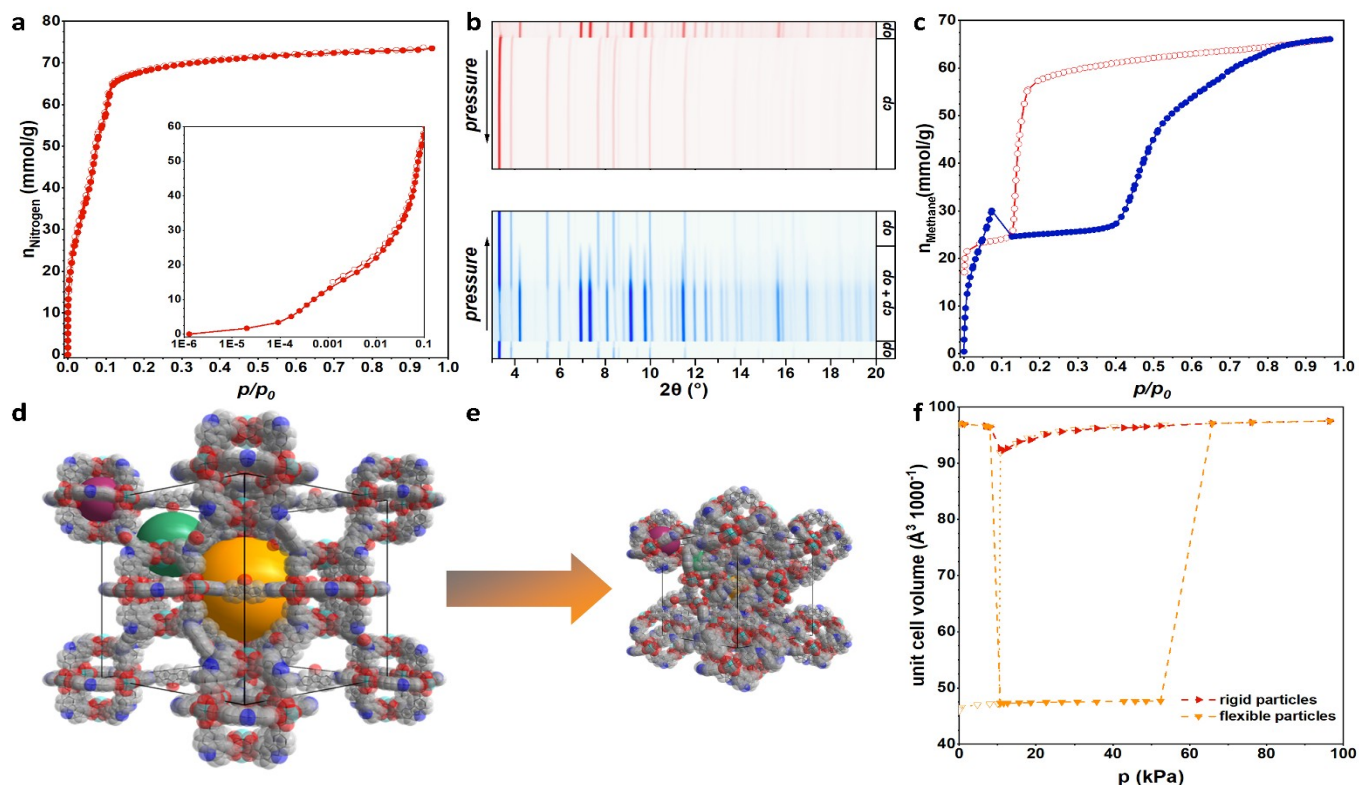 a
n Nitrogen (mmol/g)
80
70
60
50
40
30
20
10
0
60
50
40
30
20
10
0
1E-6 1E-5 1E-4 0.001 0.01 0.1
0.0 0.1 0.2 0.3 0.4 0.5 0.6 0.7 0.8 0.9 1.0
p/p0
b
pressure
op
cp
pressure
op
cp + op
op
4 6 8 10 12 14 16 18 20
2θ (°)
c
nMethane(mmol/g)
70
60
50
40
30
20
10
0
0.0 0.1 0.2 0.3 0.4 0.5 0.6 0.7 0.8 0.9 1.0
p/p0
d
e
f
unit cell volume (Å3 1000-1)
100
90
80
70
60
50
40
rigid particles
flexible particles
0 20 40 60 80 100
p (kPa)